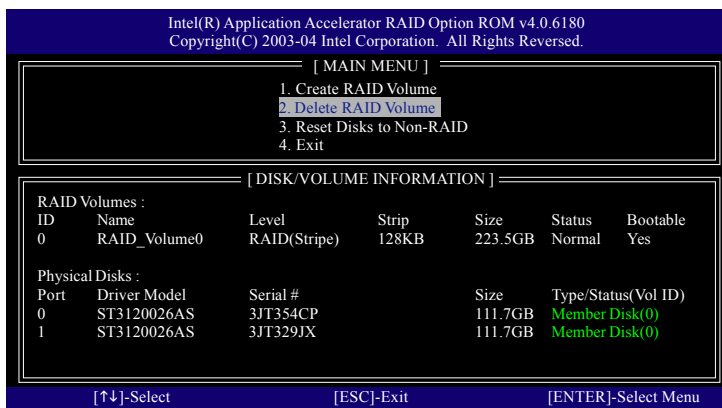 Intel(R) Application Accelerator RAID Option ROM v4.0.6180
Copyright(C) 2003-04 Intel Corporation. All Rights Reversed.
[ MAIN MENU ]
1. Create RAID Volume
2. Delete RAID Volume
3. Reset Disks to Non-RAID
4. Exit
[ DISK/VOLUME INFORMATION ]
RAID Volumes :
ID Name Level Strip Size Status Bootable
0 RAID_Volume0 RAID(Stripe) 128KB 223.5GB Normal Yes
Physical Disks :
Port Driver Model Serial # Size Type/Status(Vol ID)
0 ST3120026AS 3JT354CP 111.7GB Member Disk(0)
1 ST3120026AS 3JT329JX 111.7GB Member Disk(0)
[↑↓]-Select [ESC]-Exit [ENTER]-Select Menu